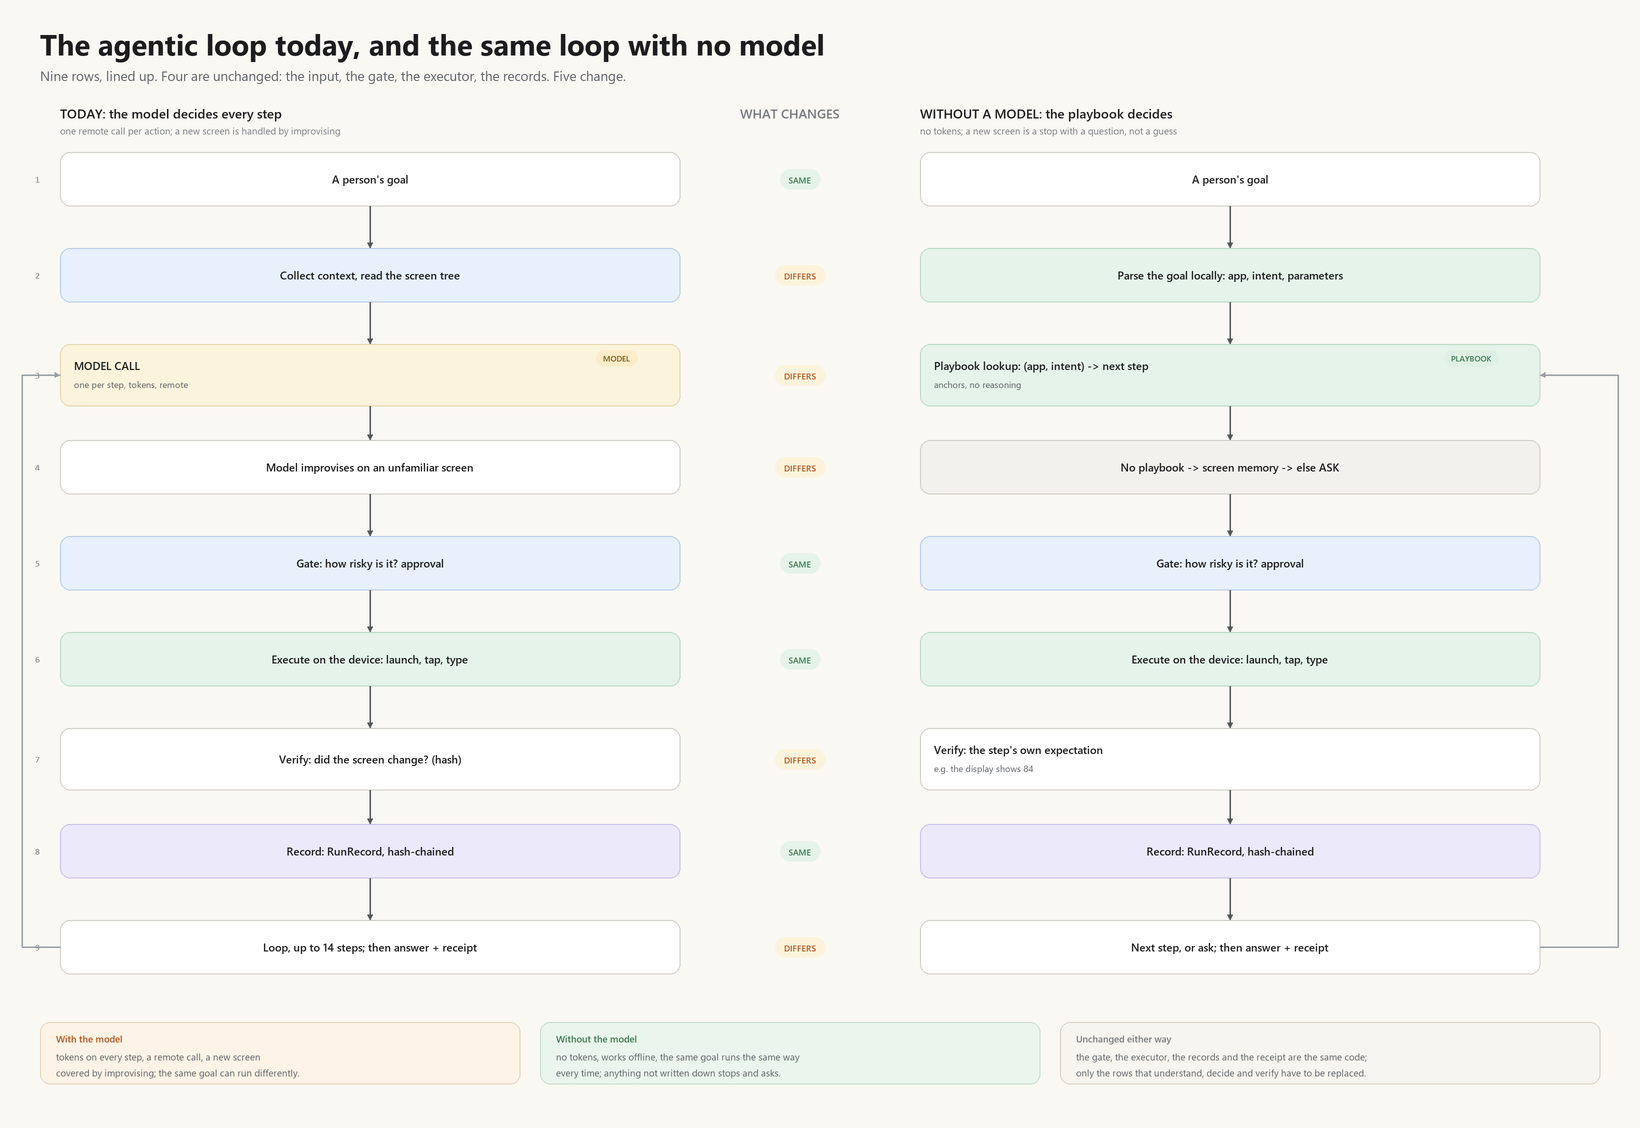 The agentic loop today, and the same loop with no model
Nine rows, lined up. Four are unchanged: the input, the gate, the executor, the records. Five change.
TODAY: the model decides every step
one remote call per action; a new screen is handled by improvising
WHAT CHANGES
WITHOUT A MODEL: the playbook decides
no tokens; a new screen is a stop with a question, not a guess
1
A person's goal
SAME
A person's goal
2
Collect context, read the screen tree
DIFFERS
Parse the goal locally: app, intent, parameters
3
MODEL CALL
MODEL
one per step, tokens, remote
DIFFERS
Playbook lookup: (app, intent) -> next step
PLAYBOOK
anchors, no reasoning
4
Model improvises on an unfamiliar screen
DIFFERS
No playbook -> screen memory -> else ASK
5
Gate: how risky is it? approval
SAME
Gate: how risky is it? approval
6
Execute on the device: launch, tap, type
SAME
Execute on the device: launch, tap, type
7
Verify: did the screen change? (hash)
DIFFERS
Verify: the step's own expectation
e.g. the display shows 84
8
Record: RunRecord, hash-chained
SAME
Record: RunRecord, hash-chained
9
Loop, up to 14 steps; then answer + receipt
DIFFERS
Next step, or ask; then answer + receipt
With the model
tokens on every step, a remote call, a new screen
covered by improvising; the same goal can run differently.
Without the model
no tokens, works offline, the same goal runs the same way
every time; anything not written down stops and asks.
Unchanged either way
the gate, the executor, the records and the receipt are the same code;
only the rows that understand, decide and verify have to be replaced.